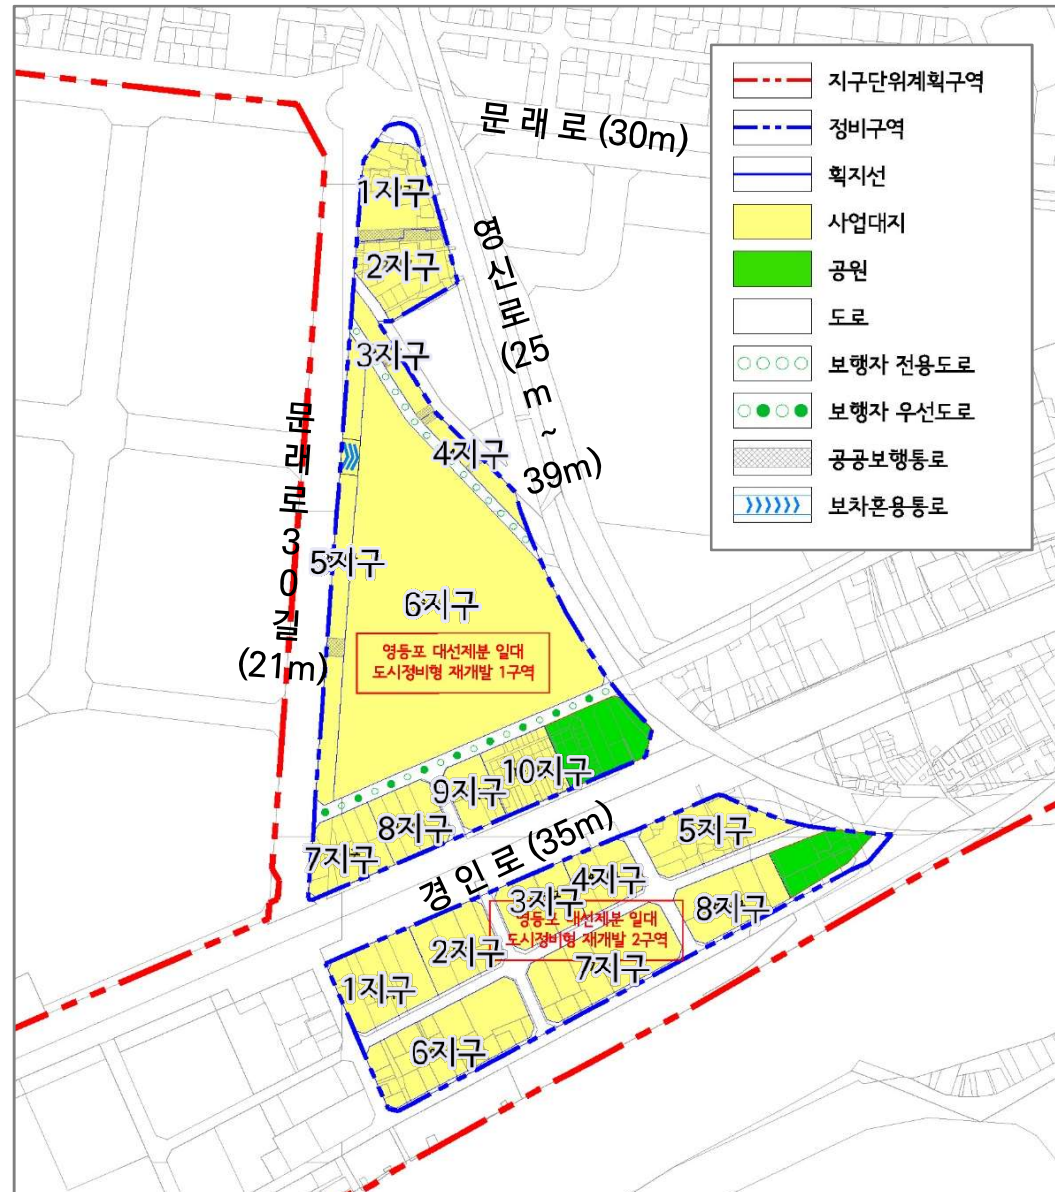 지구단위계획구역
정비구역
획지선
사업대지
공원
도로
보행자 전용도로
보행자 우선도로
공공보행통로
보차혼용통로
문 래 로 (30m)
영신로 (25m ~ 39m)
문래로30길
(21m)
1지구
2지구
3지구
4지구
5지구
6지구
영등포 대선제분 일대
도시정비형 재개발 1구역
10지구
9지구
8지구
7지구
경 인 로 (35m)
5지구
4지구
3지구
8지구
영등포 대선제분 일대
도시정비형 재개발 2구역
2지구
7지구
1지구
6지구